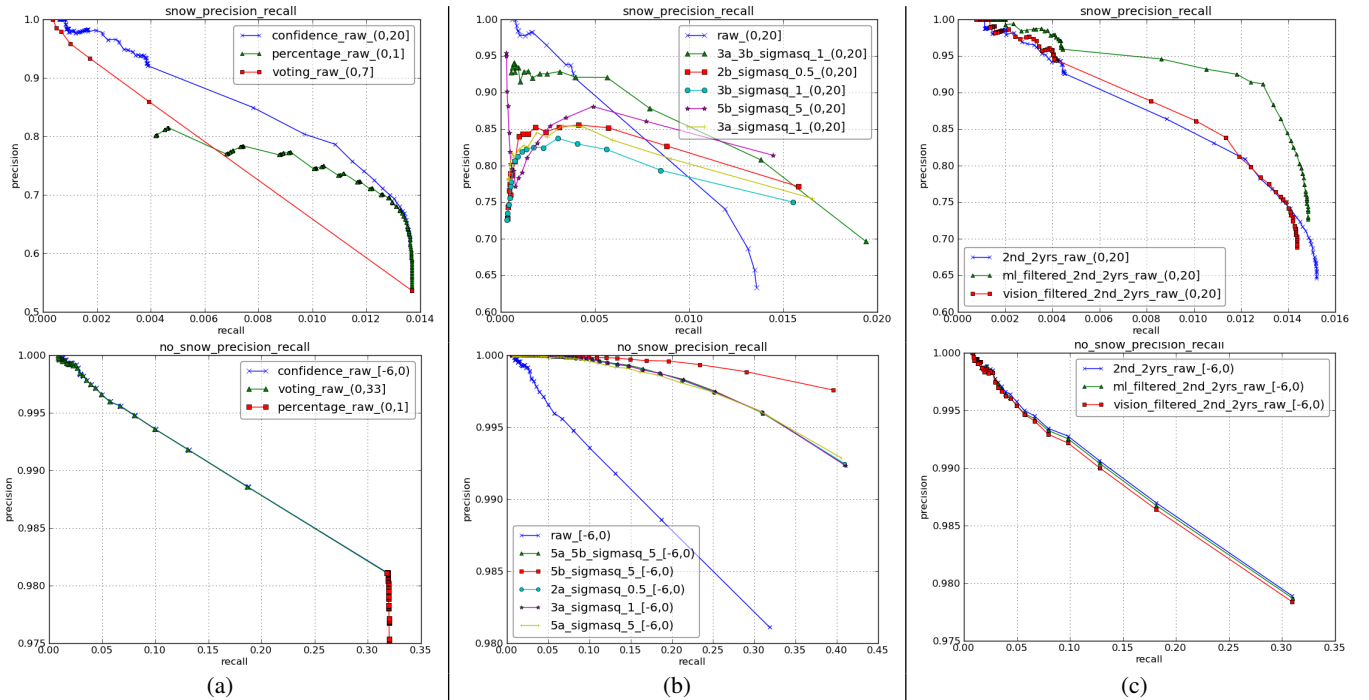 snow_precision_recall
1.0
0.9
0.8
0.7
0.6
0.5
precision
confidence_raw_(0,20]
percentage_raw_(0,1]
voting_raw_(0,7]
0.000 0.002 0.004 0.006 0.008 0.010 0.012 0.014
recall
no_snow_precision_recall
1.000
0.995
0.990
0.985
0.980
0.975
precision
confidence_raw_[-6,0)
voting_raw_(0,33]
percentage_raw_(0,1]
0.00 0.05 0.10 0.15 0.20 0.25 0.30 0.35
recall
(a)
snow_precision_recall
1.00
0.95
0.90
0.85
0.80
0.75
0.70
0.65
0.60
precision
raw_(0,20]
3a_3b_sigmasq_1_(0,20]
2b_sigmasq_0.5_(0,20]
3b_sigmasq_1_(0,20]
5b_sigmasq_5_(0,20]
3a_sigmasq_1_(0,20]
0.000 0.005 0.010 0.015 0.020
recall
no_snow_precision_recall
1.000
0.995
0.990
0.985
0.980
precision
raw_[-6,0)
5a_5b_sigmasq_5_[-6,0)
5b_sigmasq_5_[-6,0)
2a_sigmasq_0.5_[-6,0)
3a_sigmasq_1_[-6,0)
5a_sigmasq_5_[-6,0)
0.00 0.05 0.10 0.15 0.20 0.25 0.30 0.35 0.40 0.45
recall
(b)
snow_precision_recall
1.00
0.95
0.90
0.85
0.80
0.75
0.70
0.65
0.60
precision
2nd_2yrs_raw_(0,20]
ml_filtered_2nd_2yrs_raw_(0,20]
vision_filtered_2nd_2yrs_raw_(0,20]
0.000 0.002 0.004 0.006 0.008 0.010 0.012 0.014 0.016
recall
no_snow_precision_recall
1.000
0.995
0.990
0.985
0.980
0.975
precision
2nd_2yrs_raw_[-6,0)
ml_filtered_2nd_2yrs_raw_[-6,0)
vision_filtered_2nd_2yrs_raw_[-6,0)
0.00 0.05 0.10 0.15 0.20 0.25 0.30 0.35
recall
(c)